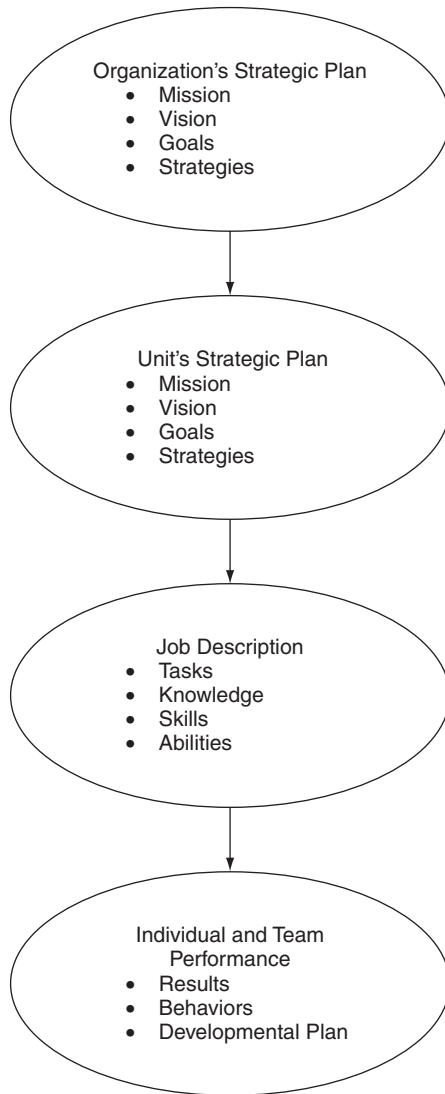 Organization’s Strategic Plan
• Mission
• Vision
• Goals
• Strategies
Unit’s Strategic Plan
• Mission
• Vision
• Goals
• Strategies
Job Description
• Tasks
• Knowledge
• Skills
• Abilities
Individual and Team
Performance
• Results
• Behaviors
• Developmental Plan